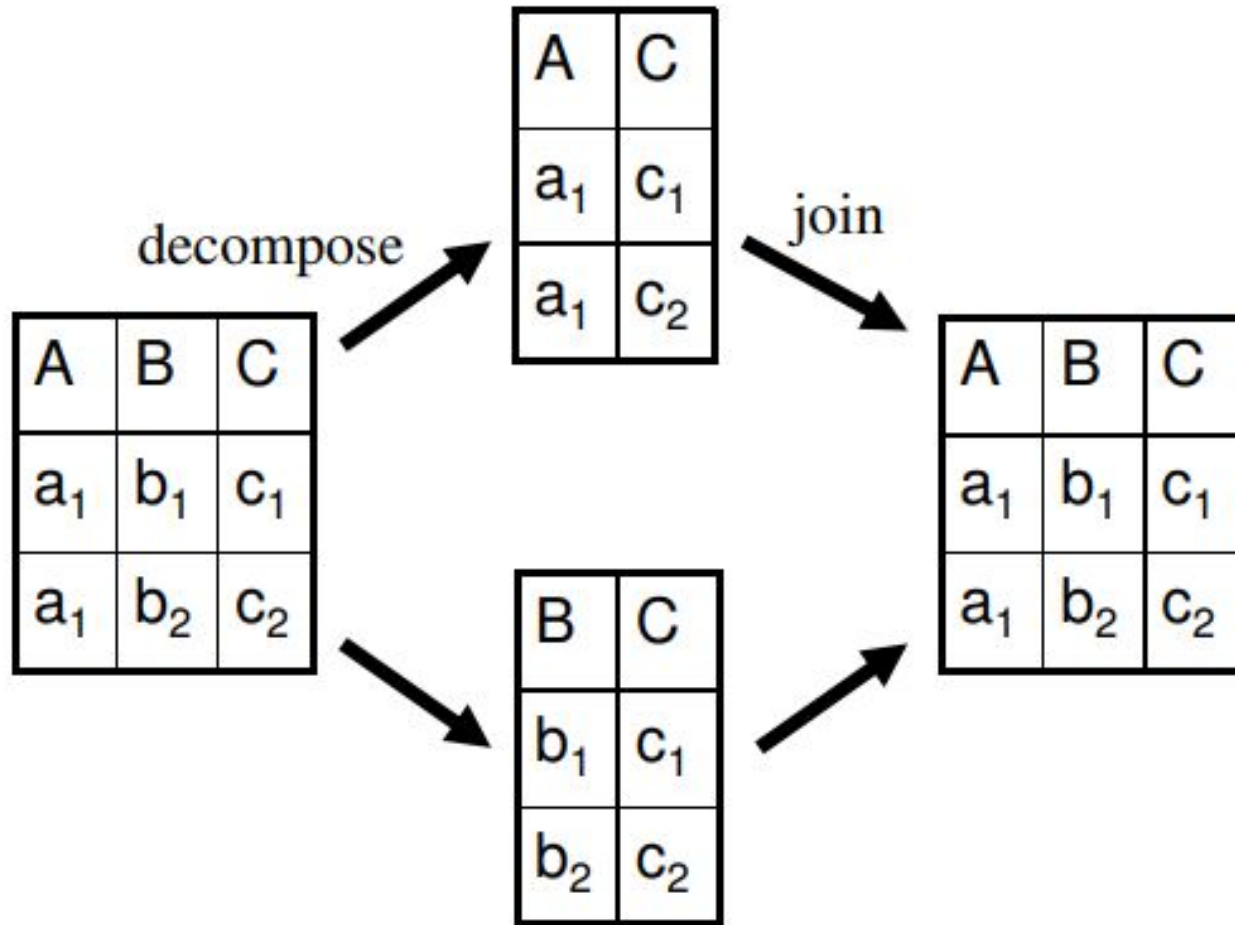 A C
a₁ c₁
a₁ c₂
decompose
join
A B C
a₁ b₁ c₁
a₁ b₂ c₂
B C
b₁ c₁
b₂ c₂
A B C
a₁ b₁ c₁
a₁ b₂ c₂